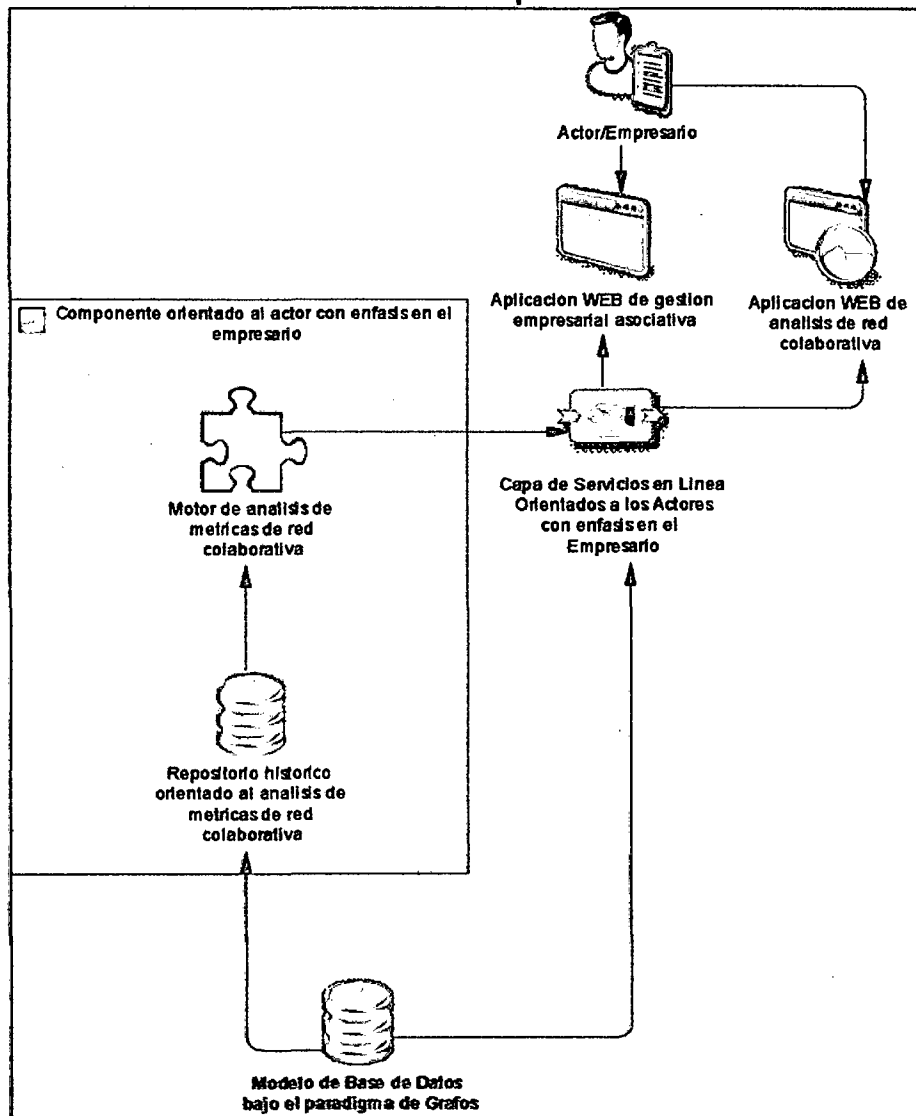 Actor/Empresario
Aplicacion WEB de gestion
empresarial asociativa
Aplicacion WEB de
analisis de red
colaborativa
Componente orientado al actor con enfasis en el
empresario
Motor de analisis de
metricas de red
colaborativa
Capa de Servicios en Linea
Orientados a los Actores
con enfasis en el
Empresario
Repositorio historico
orientado al analisis de
metricas de red
colaborativa
Modelo de Base de Datos
bajo el paradigma de Grafos